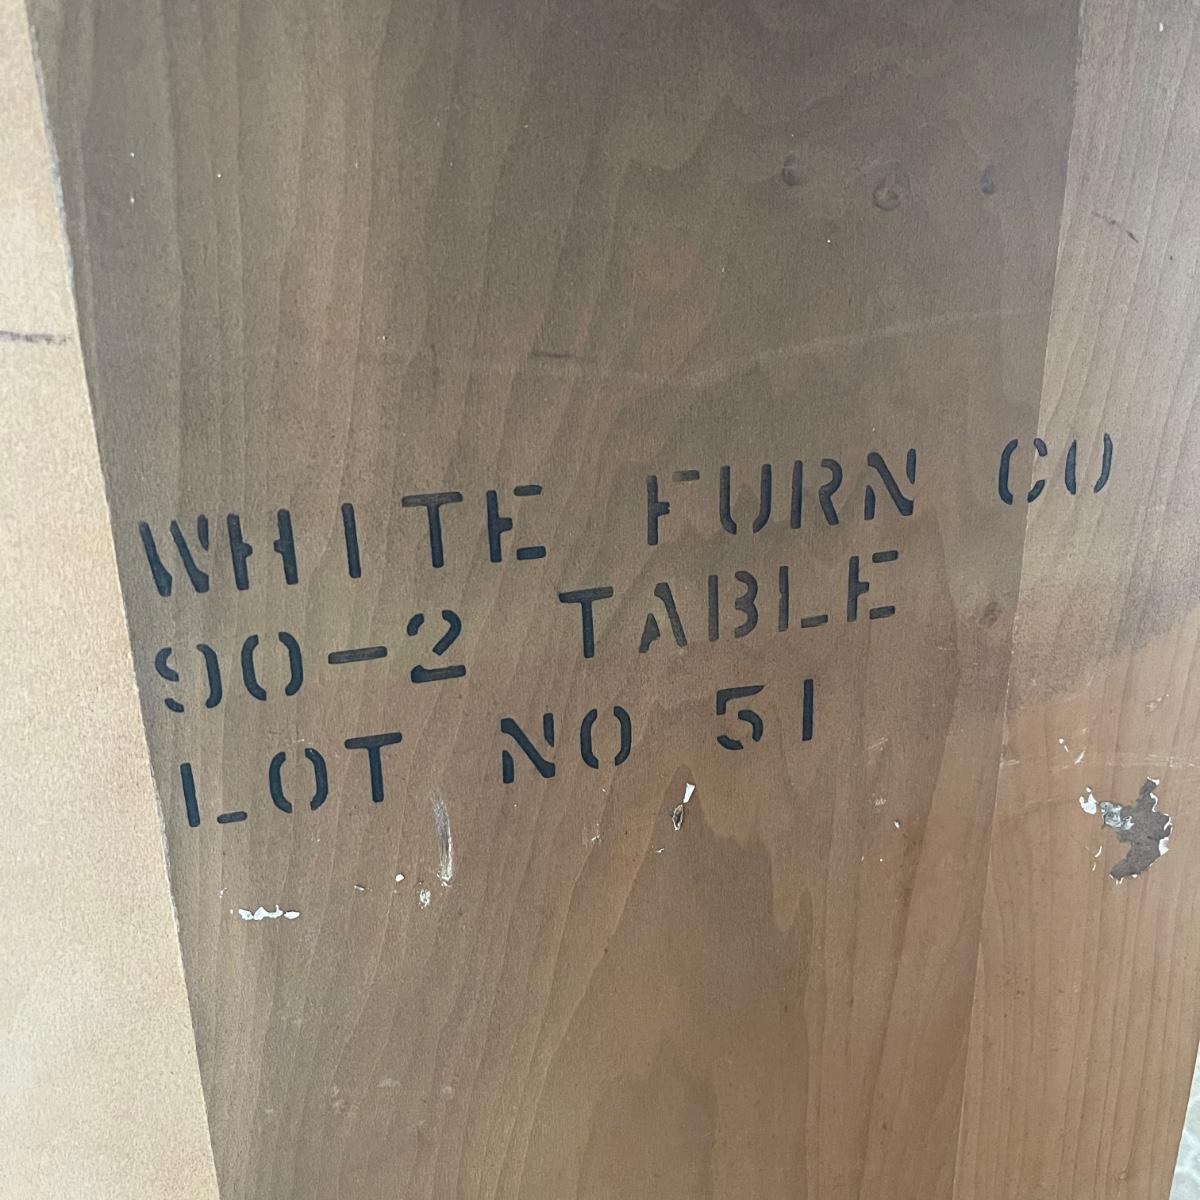 WHITE FURN CO
90-2 TABLE
LOT NO 51